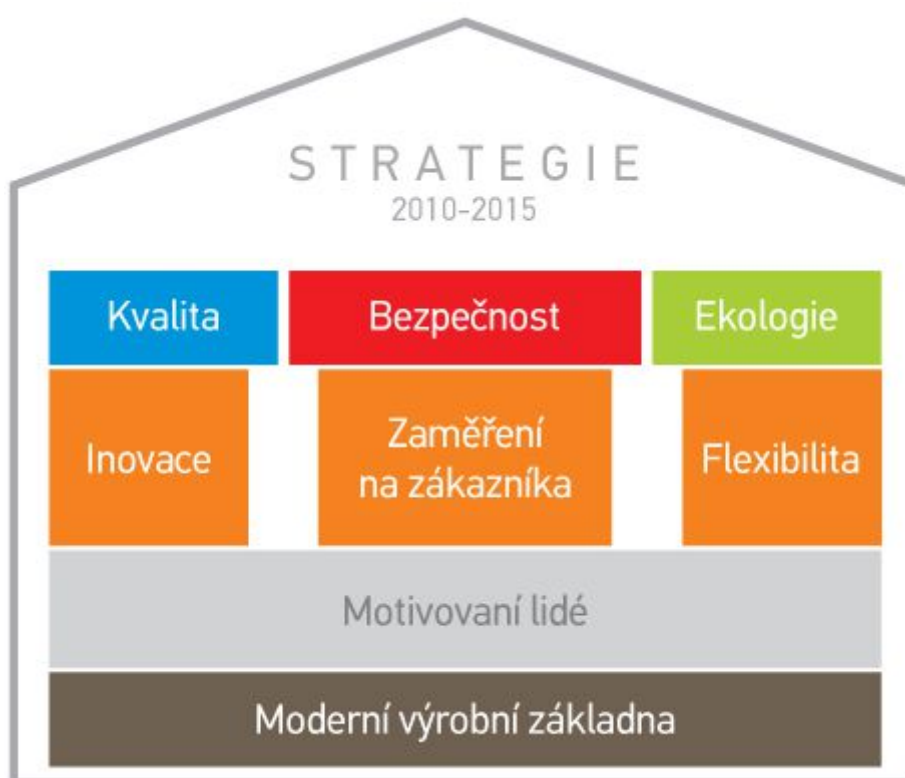 STRATEGIE
2010-2015
Kvalita
Bezpečnost
Ekologie
Inovace
Zaměření
na zákazníka
Flexibilita
Motivovaní lidé
Moderní výrobní základna